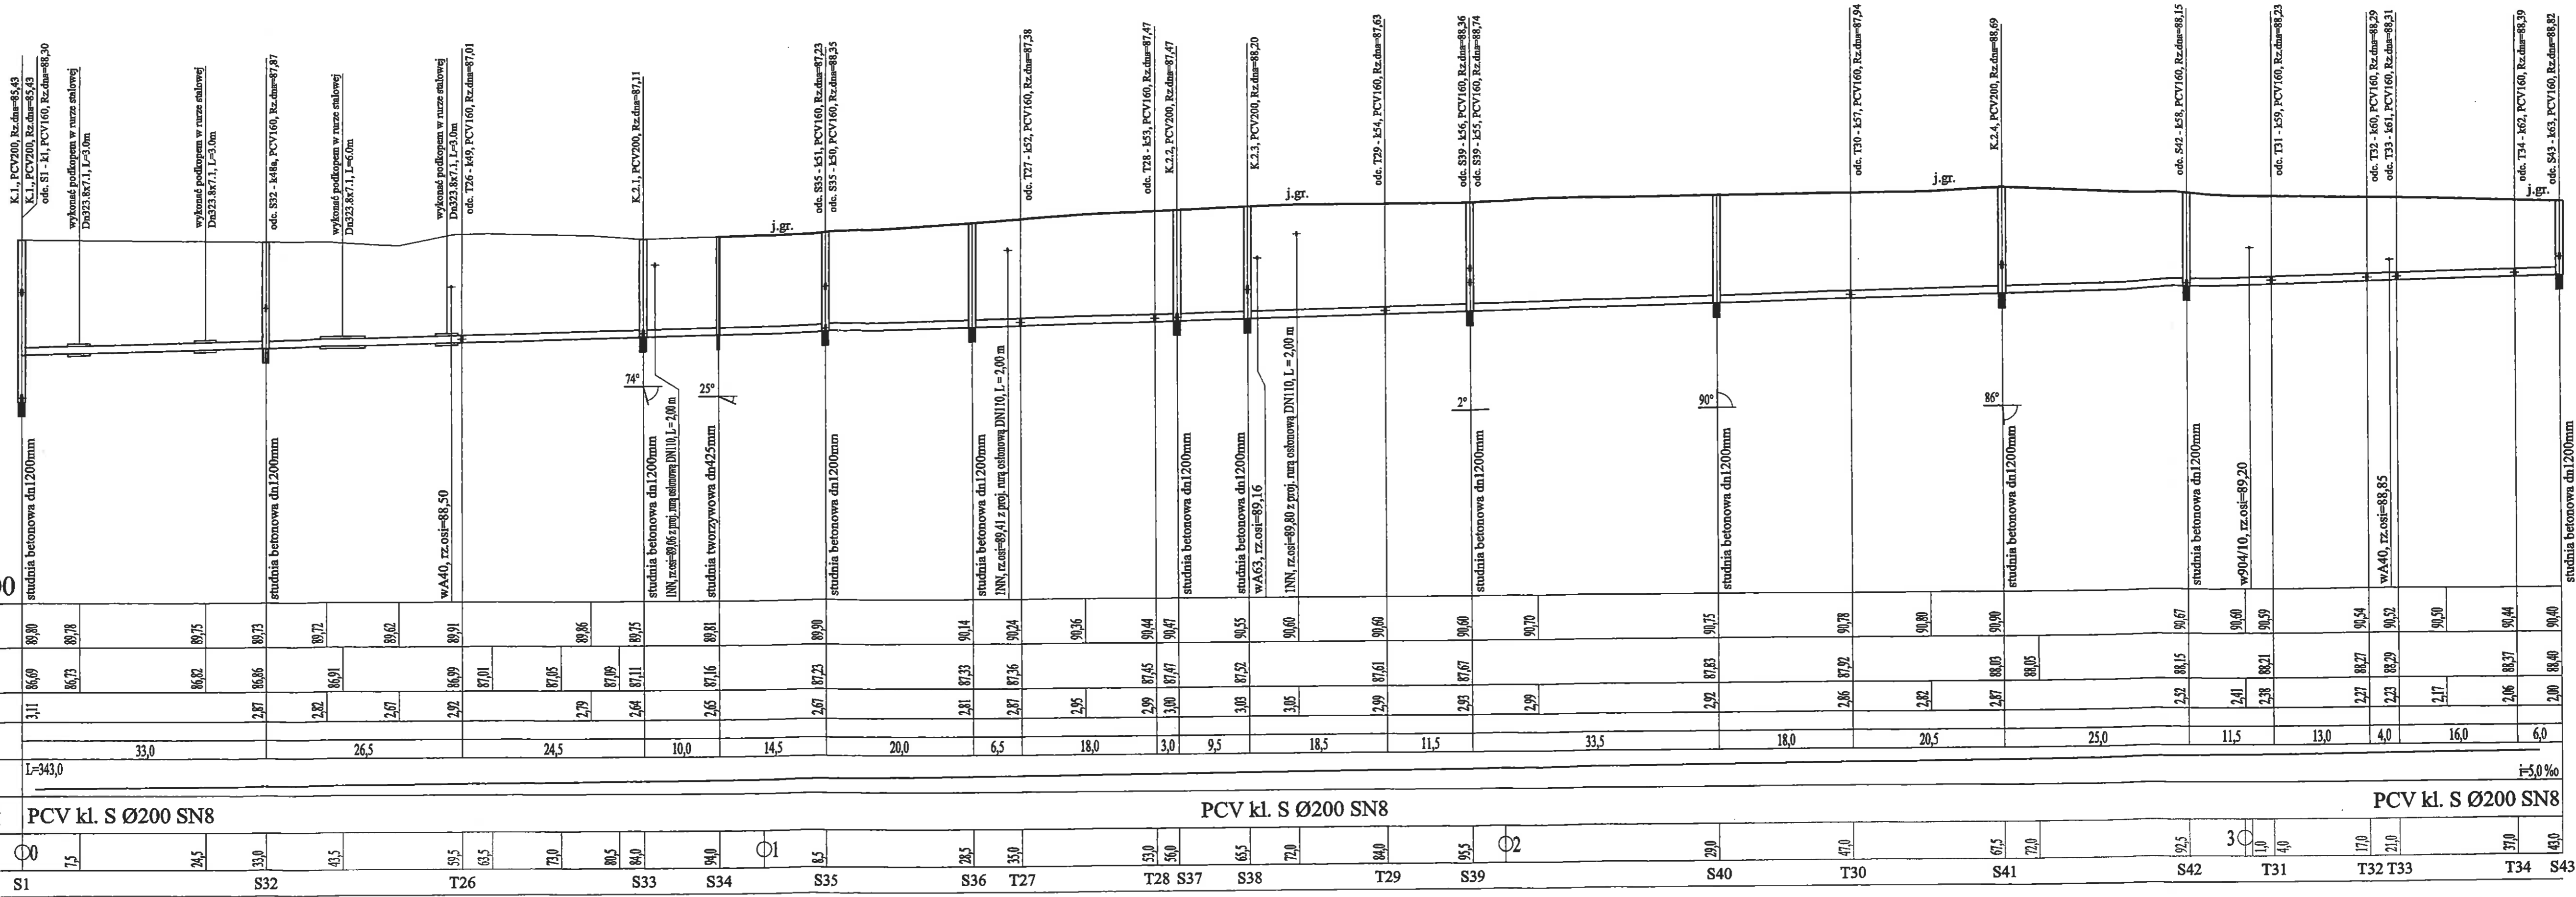 K.1., PCV200, Rz.dna=85,43
K.1., PCV200, Rz.dna=85,43
odc. S1 - k1, PCV160, Rz.dna=88,30
wykonać podkopem w rurze stalowej
Dn323.8x7.1, L=3.0m
wykonać podkopem w rurze stalowej
Dn323.8x7.1, L=3.0m
odc. S32 - k48a, PCV160, Rz.dna=87,87
wykonać podkopem w rurze stalowej
Dn323.8x7.1, L=6.0m
wykonać podkopem w rurze stalowej
Dn323.8x7.1, L=3.0m
odc. T26 - k49, PCV160, Rz.dna=87,01
K.2.1, PCV200, Rz.dna=87,11
odc. S35 - k51, PCV160, Rz.dna=87,23
odc. S35 - k50, PCV160, Rz.dna=88,35
odc. T27 - k52, PCV160, Rz.dna=87,38
odc. T28 - k53, PCV160, Rz.dna=87,47
K.2.2, PCV200, Rz.dna=87,47
K.2.3, PCV200, Rz.dna=88,20
odc. T29 - k54, PCV160, Rz.dna=87,63
odc. S39 - k56, PCV160, Rz.dna=88,36
odc. S39 - k55, PCV160, Rz.dna=88,74
odc. T30 - k57, PCV160, Rz.dna=87,94
K.2.4, PCV200, Rz.dna=88,69
odc. S42 - k58, PCV160, Rz.dna=88,15
odc. T31 - k59, PCV160, Rz.dna=88,23
odc. T32 - k60, PCV160, Rz.dna=88,29
odc. T33 - k61, PCV160, Rz.dna=88,31
odc. T34 - k62, PCV160, Rz.dna=88,39
odc. S43 - k63, PCV160, Rz.dna=88,82
j.gr. j.gr. j.gr. j.gr.
74° 25° 2° 90° 86°
studnia betonowa dn1200mm
studnia betonowa dn1200mm
wA40, rz.osi=88,50
studnia betonowa dn1200mm
1NN, rz.osi=89,06 z proj. rurą osłonową DN110, L = 2,00 m
studnia tworzywowa dn425mm
studnia betonowa dn1200mm
studnia betonowa dn1200mm
1NN, rz.osi=89,41 z proj. rurą osłonową DN110, L = 2,00 m
studnia betonowa dn1200mm
studnia betonowa dn1200mm
wA63, rz.osi=89,16
1NN, rz.osi=89,80 z proj. rurą osłonową DN110, L = 2,00 m
studnia betonowa dn1200mm
studnia betonowa dn1200mm
studnia betonowa dn1200mm
studnia betonowa dn1200mm
w904/10, rz.osi=89,20
wA40, rz.osi=88,85
studnia betonowa dn1200mm
89,80 89,78 89,75 89,73 89,72 89,62 89,91 89,86 89,75 89,81 89,90 90,14 90,24 90,36 90,44 90,47 90,55 90,60 90,60 90,60 90,70 90,75 90,78 90,80 90,90 90,67 90,60 90,59 90,54 90,52 90,50 90,44 90,40
86,69 86,73 86,82 86,86 86,91 86,99 87,01 87,05 87,09 87,11 87,16 87,23 87,33 87,36 87,45 87,47 87,52 87,61 87,67 87,83 87,92 88,03 88,05 88,15 88,21 88,27 88,29 88,37 88,40
3,11 2,87 2,82 2,67 2,92 2,79 2,64 2,65 2,67 2,81 2,87 2,95 2,99 3,00 3,03 3,05 2,99 2,93 2,99 2,92 2,86 2,82 2,87 2,52 2,41 2,38 2,27 2,23 2,17 2,06 2,00
33,0 26,5 24,5 10,0 14,5 20,0 6,5 18,0 3,0 9,5 18,5 11,5 33,5 18,0 20,5 25,0 11,5 13,0 4,0 16,0 6,0
L=343,0 i=5,0 ‰
PCV kl. S Ø200 SN8 PCV kl. S Ø200 SN8 PCV kl. S Ø200 SN8
0 7,5 24,5 33,0 43,5 59,5 63,5 73,0 80,5 84,0 94,0 1 8,5 28,5 35,0 53,0 56,0 65,5 72,0 84,0 95,5 2 29,0 47,0 67,5 72,0 92,5 3 1,0 4,0 17,0 21,0 37,0 43,0
S1 S32 T26 S33 S34 S35 S36 T27 T28 S37 S38 T29 S39 S40 T30 S41 S42 T31 T32 T33 T34 S43